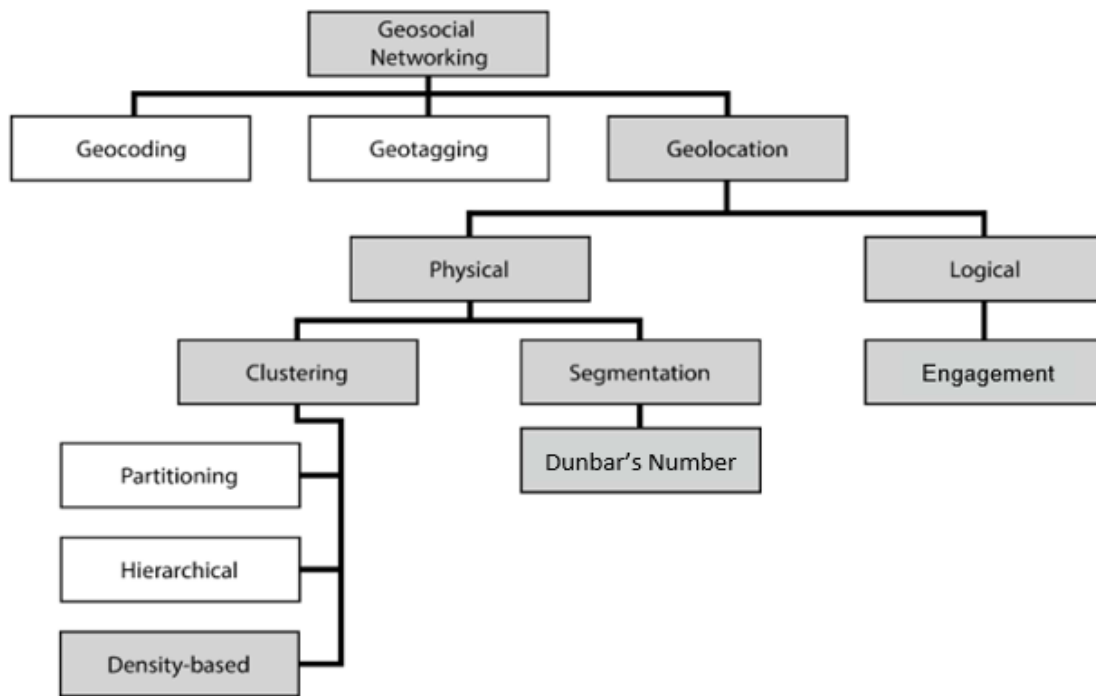 Geosocial
Networking
Geocoding
Geotagging
Geolocation
Physical
Logical
Clustering
Segmentation
Engagement
Dunbar’s Number
Partitioning
Hierarchical
Density-based